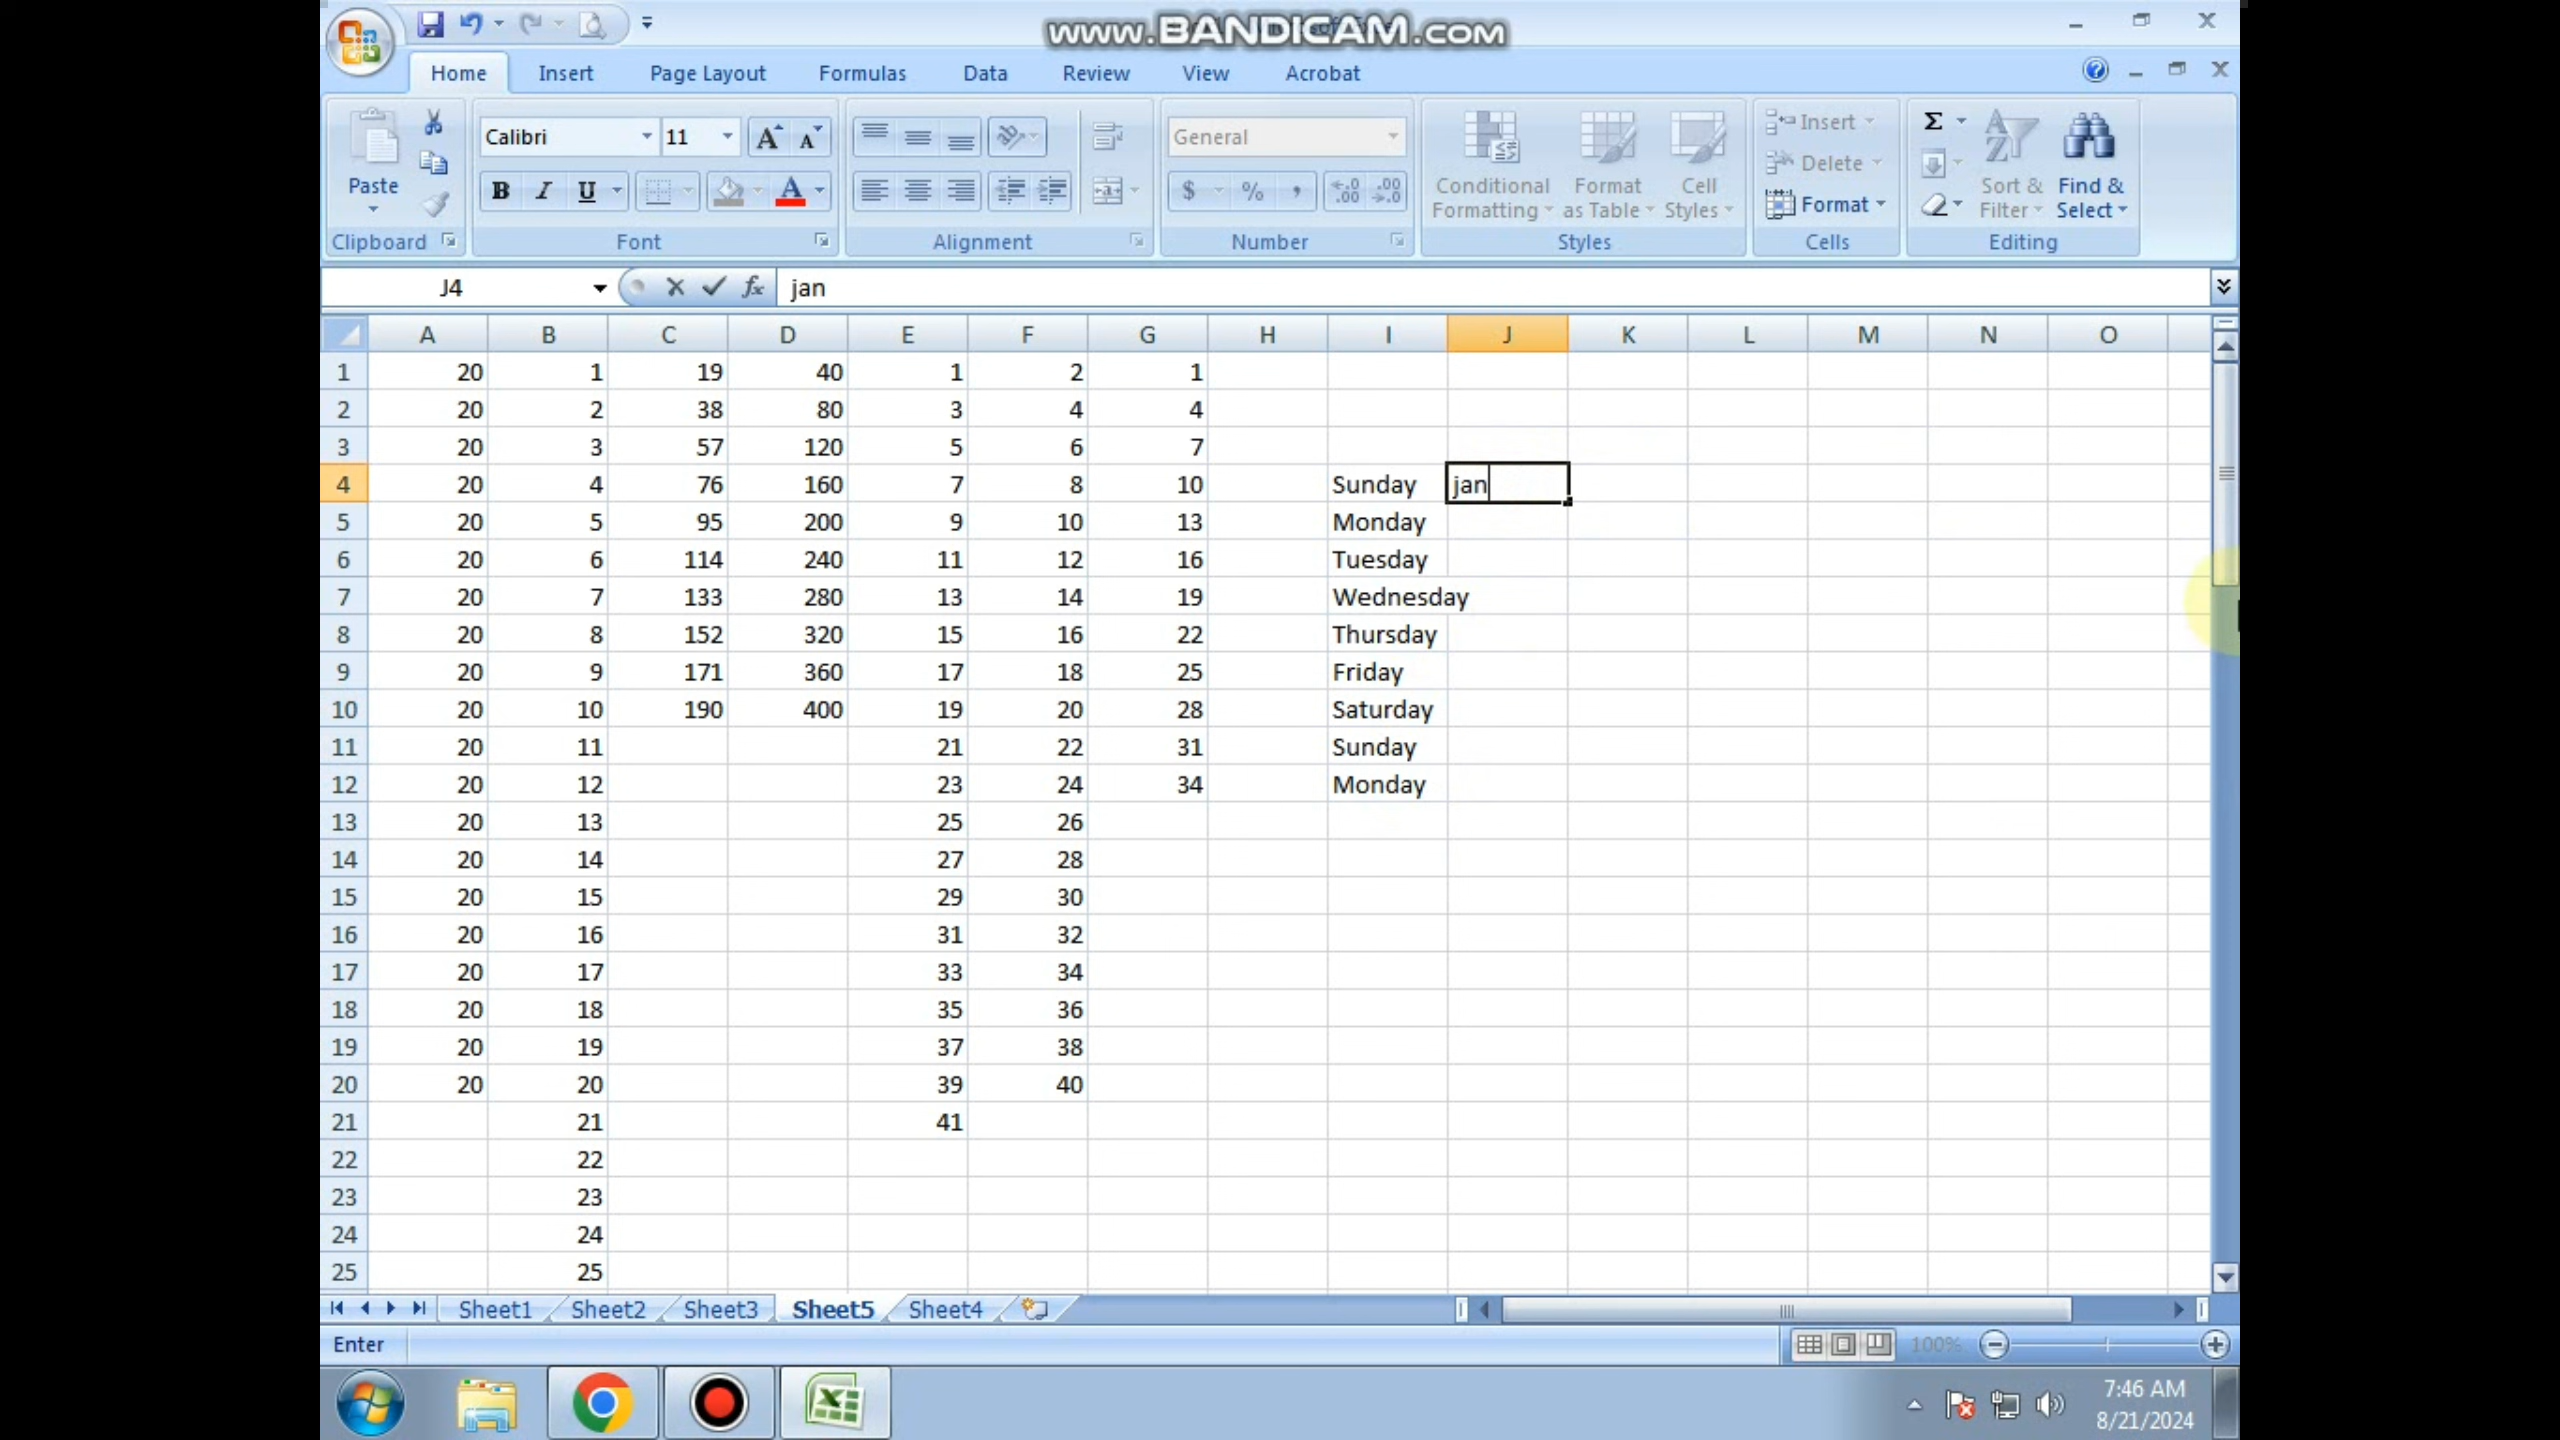 www.BANDICAM.com
Home Insert Page Layout Formulas Data Review View Acrobat
Paste
Clipboard
Calibri 11
B I U A
Font
Alignment
General
$ % ,
Number
Conditional Formatting
Format as Table
Cell Styles
Styles
Insert
Delete
Format
Cells
Σ
Sort & Filter
Find & Select
Editing
J4 fx jan
A B C D E F G H I J K L M N O
1 20 1 19 40 1 2 1
2 20 2 38 80 3 4 4
3 20 3 57 120 5 6 7
4 20 4 76 160 7 8 10 Sunday jan
5 20 5 95 200 9 10 13 Monday
6 20 6 114 240 11 12 16 Tuesday
7 20 7 133 280 13 14 19 Wednesday
8 20 8 152 320 15 16 22 Thursday
9 20 9 171 360 17 18 25 Friday
10 20 10 190 400 19 20 28 Saturday
11 20 11 21 22 31 Sunday
12 20 12 23 24 34 Monday
13 20 13 25 26
14 20 14 27 28
15 20 15 29 30
16 20 16 31 32
17 20 17 33 34
18 20 18 35 36
19 20 19 37 38
20 20 20 39 40
21 21 41
22 22
23 23
24 24
25 25
Sheet1 Sheet2 Sheet3 Sheet5 Sheet4
Enter 100%
7:46 AM
8/21/2024